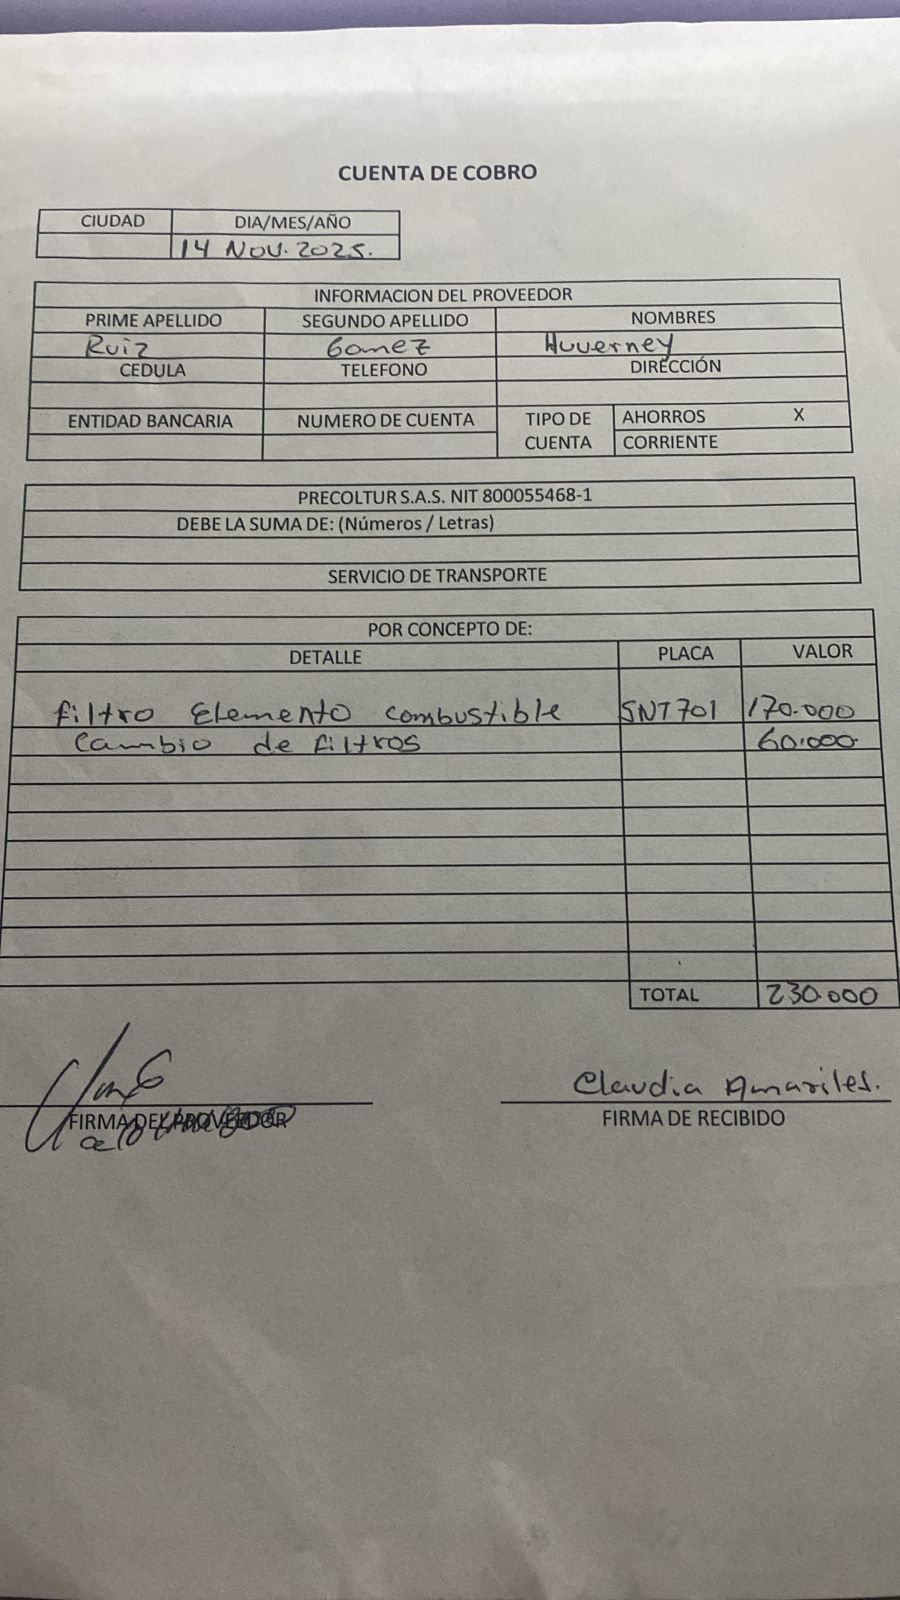 CUENTA DE COBRO
CIUDAD DIA/MES/AÑO
14 NOV. 2025.
INFORMACION DEL PROVEEDOR
PRIME APELLIDO SEGUNDO APELLIDO NOMBRES
Ruiz Gomez Huverney
CEDULA TELEFONO DIRECCIÓN
ENTIDAD BANCARIA NUMERO DE CUENTA TIPO DE CUENTA AHORROS X
CORRIENTE
PRECOLTUR S.A.S. NIT 800055468-1
DEBE LA SUMA DE: (Números / Letras)
SERVICIO DE TRANSPORTE
POR CONCEPTO DE:
DETALLE PLACA VALOR
filtro Elemento combustible SNT701 170.000
Cambio de filtros 60.000.
TOTAL 230.000
Claudia Amariles.
FIRMA DEL PROVEEDOR FIRMA DE RECIBIDO